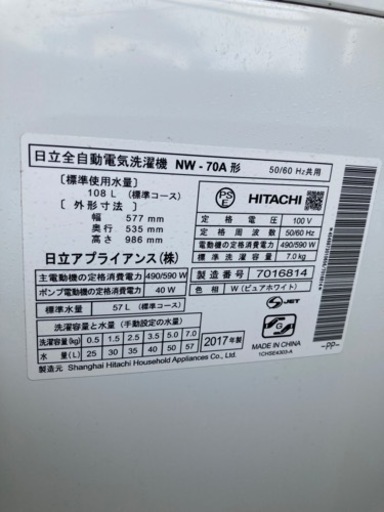 日立全自動電気洗濯機 NW-70A形 50/60 Hz共用
〔標準使用水量〕
108 L (標準コース)
〔外形寸法〕
幅 577 mm
奥行 535 mm
高さ 986 mm
日立アプライアンス(株)
PSE HITACHI
定格電圧 100 V
定格周波数 50/60 Hz
電動機の定格消費電力 490/590 W
標準洗濯容量 7.0kg
主電動機の定格消費電力 490/590 W
ポンプ電動機の定格消費電力 40 W
製造番号 7016814
色柄 W (ピュアホワイト)
標準水量 57 L (標準コース)
洗濯容量と水量 (手動設定の水量)
洗濯容量(kg) 0.5 1.5 2.5 3.5 5.0 7.0
水量(L) 25 30 35 40 50 57
2017年製
S-JET
MADE IN CHINA
1CHSE4303-A
製造元 Shanghai Hitachi Household Appliances Co., Ltd.
-PP-